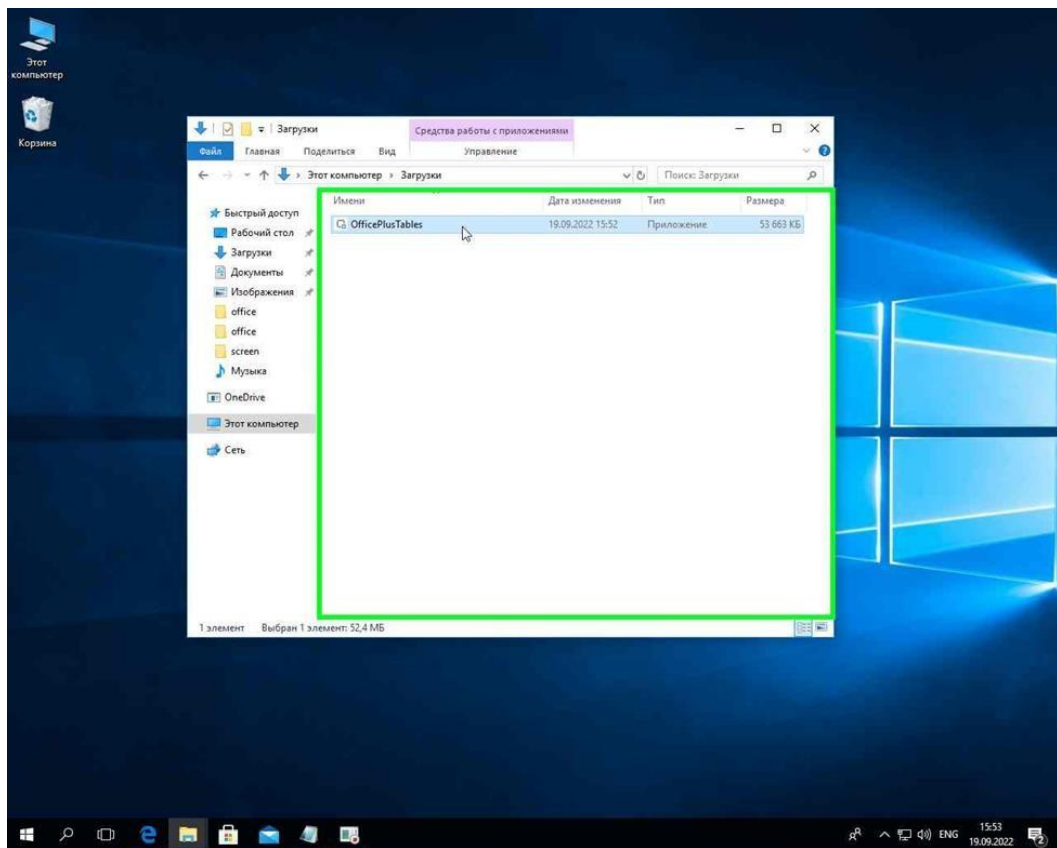 Этот
компьютер
Корзина
Загрузки
Средства работы с приложениями
Файл Главная Поделиться Вид Управление
Этот компьютер › Загрузки
Поиск: Загрузки
Имени Дата изменения Тип Размера
OfficePlusTables 19.09.2022 15:52 Приложение 53 663 КБ
Быстрый доступ
Рабочий стол
Загрузки
Документы
Изображения
office
office
screen
Музыка
OneDrive
Этот компьютер
Сеть
1 элемент Выбран 1 элемент: 52,4 МБ
ENG
15:53
19.09.2022
2